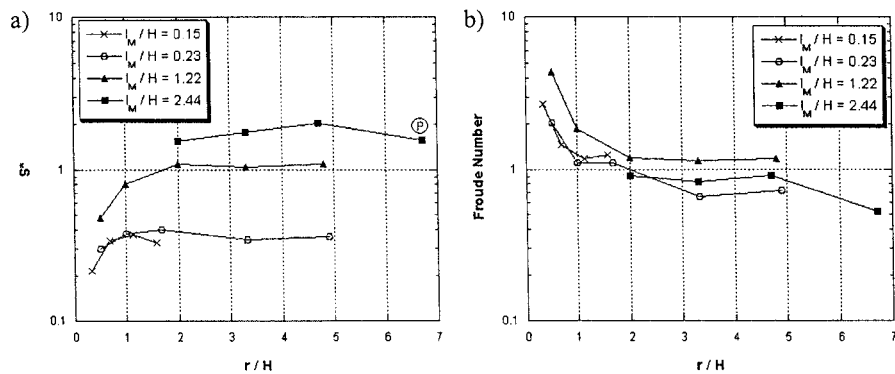 a)
10
l_M / H = 0.15
l_M / H = 0.23
l_M / H = 1.22
l_M / H = 2.44
P
S*
1
0.1
0 1 2 3 4 5 6 7
r / H
b)
10
l_M / H = 0.15
l_M / H = 0.23
l_M / H = 1.22
l_M / H = 2.44
Froude Number
1
0.1
0 1 2 3 4 5 6 7
r / H